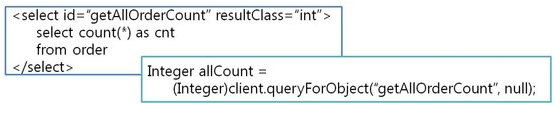 <select id="getAllOrderCount" resultClass="int">
select count(*) as cnt
from order
</select>
Integer allCount =
(Integer)client.queryForObject("getAllOrderCount", null);